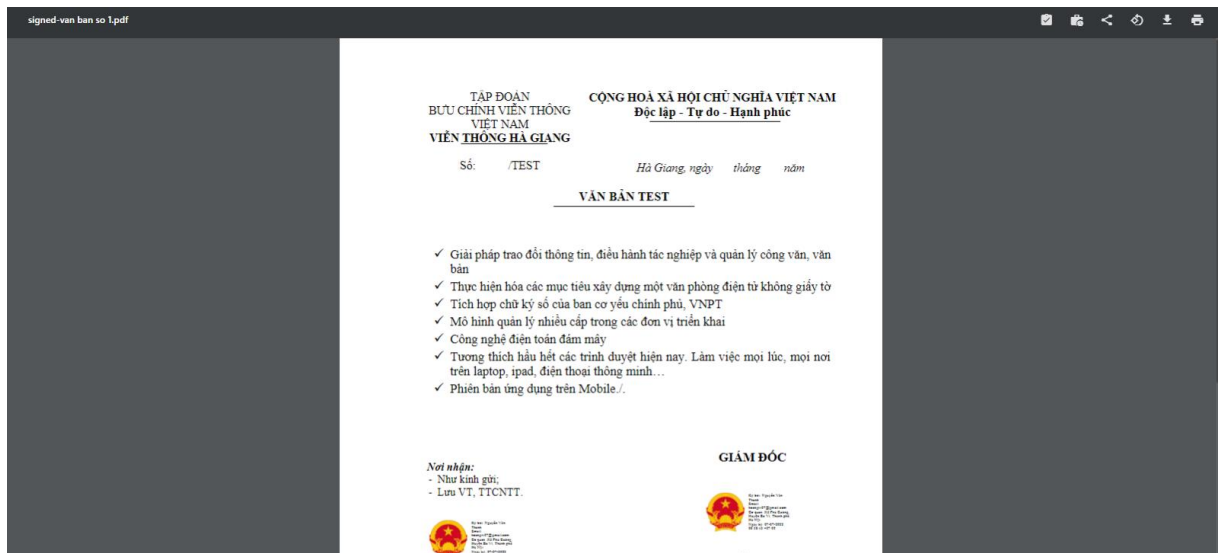 signed-van ban so 1.pdf
TẬP ĐOÀN
BƯU CHÍNH VIỄN THÔNG
VIỆT NAM
VIỄN THÔNG HÀ GIANG
CỘNG HOÀ XÃ HỘI CHỦ NGHĨA VIỆT NAM
Độc lập - Tự do - Hạnh phúc
Số: /TEST
Hà Giang, ngày tháng năm
VĂN BẢN TEST
✓ Giải pháp trao đổi thông tin, điều hành tác nghiệp và quản lý công văn, văn
bản
✓ Thực hiện hóa các mục tiêu xây dựng một văn phòng điện tử không giấy tờ
✓ Tích hợp chữ ký số của ban cơ yếu chính phủ, VNPT
✓ Mô hình quản lý nhiều cấp trong các đơn vị triển khai
✓ Công nghệ điện toán đám mây
✓ Tương thích hầu hết các trình duyệt hiện nay. Làm việc mọi lúc, mọi nơi
trên laptop, ipad, điện thoại thông minh…
✓ Phiên bản ứng dụng trên Mobile./.
Nơi nhận:
- Như kính gửi;
- Lưu VT, TTCNTT.
GIÁM ĐỐC